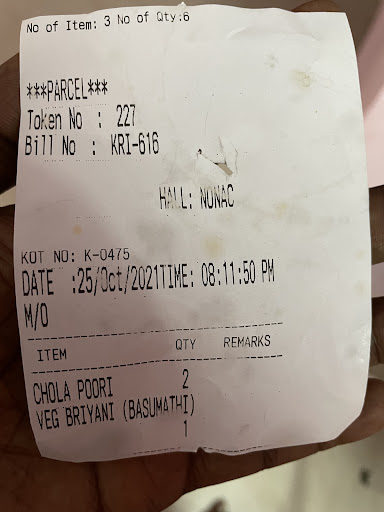 No of Item: 3 No of Qty:6
***PARCEL***
Token No : 227
Bill No : KRI-616
HALL: NONAC
KOT NO: K-0475
DATE :25/Oct/2021TIME: 08:11:50 PM
M/O
ITEM QTY REMARKS
CHOLA POORI 2
VEG BRIYANI (BASUMATHI)
1